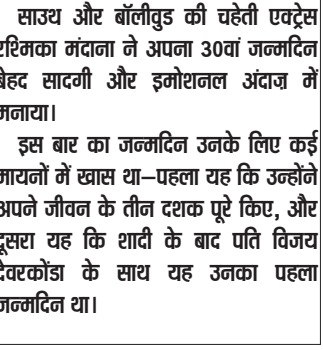 साउथ और बॉलीवुड की चहेती एक्ट्रेस
रश्मिका मंदाना ने अपना 30वां जन्मदिन
बेहद सादगी और इमोशनल अंदाज़ में
मनाया।
इस बार का जन्मदिन उनके लिए कई
मायनों में खास था—पहला यह कि उन्होंने
अपने जीवन के तीन दशक पूरे किए, और
दूसरा यह कि शादी के बाद पति विजय
देवरकोंडा के साथ यह उनका पहला
जन्मदिन था।